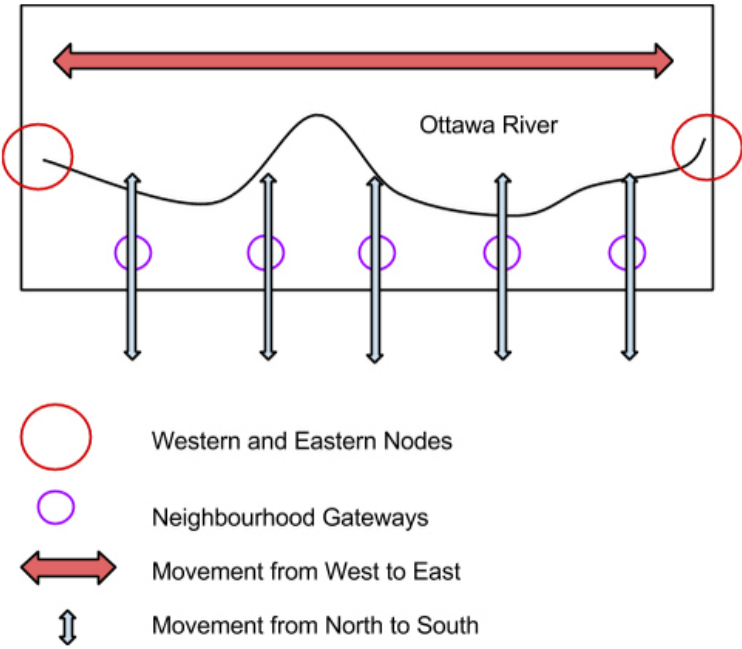 Ottawa River
Western and Eastern Nodes
Neighbourhood Gateways
Movement from West to East
Movement from North to South